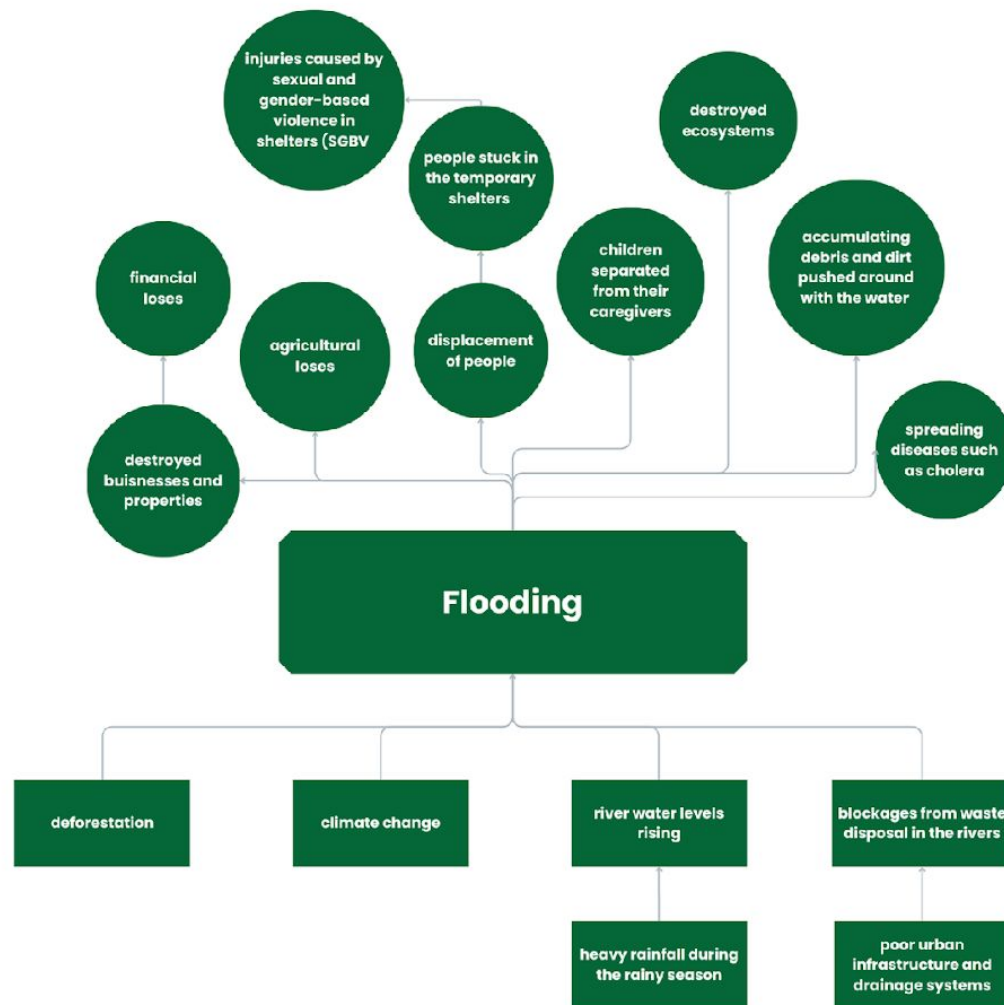 injuries caused by
sexual and
gender-based
violence in
shelters (SGBV
people stuck in
the temporary
shelters
destroyed
ecosystems
financial
loses
agricultural
loses
displacement
of people
children
separated
from their
caregivers
accumulating
debris and dirt
pushed around
with the water
destroyed
buisnesses and
properties
spreading
diseases such
as cholera
Flooding
deforestation
climate change
river water levels
rising
blockages from waste
disposal in the rivers
heavy rainfall during
the rainy season
poor urban
infrastructure and
drainage systems